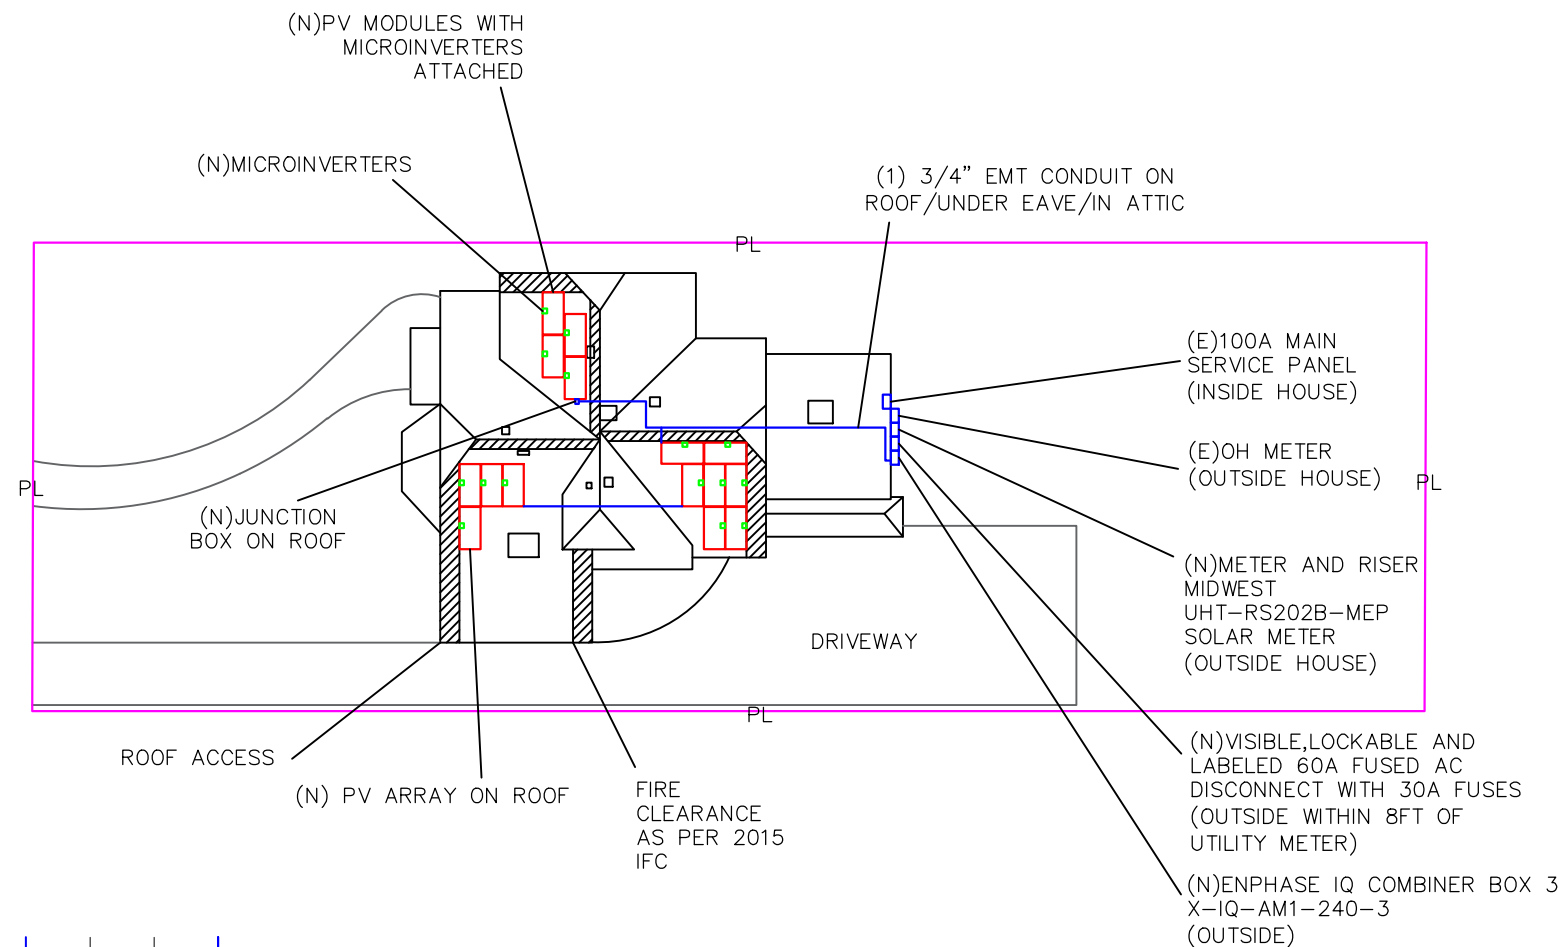 (N)PV MODULES WITH
MICROINVERTERS
ATTACHED
(N)MICROINVERTERS
(1) 3/4" EMT CONDUIT ON
ROOF/UNDER EAVE/IN ATTIC
PL
(E)100A MAIN
SERVICE PANEL
(INSIDE HOUSE)
(E)OH METER
(OUTSIDE HOUSE)
PL
PL
(N)JUNCTION
BOX ON ROOF
(N)METER AND RISER
MIDWEST
UHT-RS202B-MEP
SOLAR METER
(OUTSIDE HOUSE)
DRIVEWAY
PL
ROOF ACCESS
(N) PV ARRAY ON ROOF
FIRE
CLEARANCE
AS PER 2015
IFC
(N)VISIBLE,LOCKABLE AND
LABELED 60A FUSED AC
DISCONNECT WITH 30A FUSES
(OUTSIDE WITHIN 8FT OF
UTILITY METER)
(N)ENPHASE IQ COMBINER BOX 3
X-IQ-AM1-240-3
(OUTSIDE)